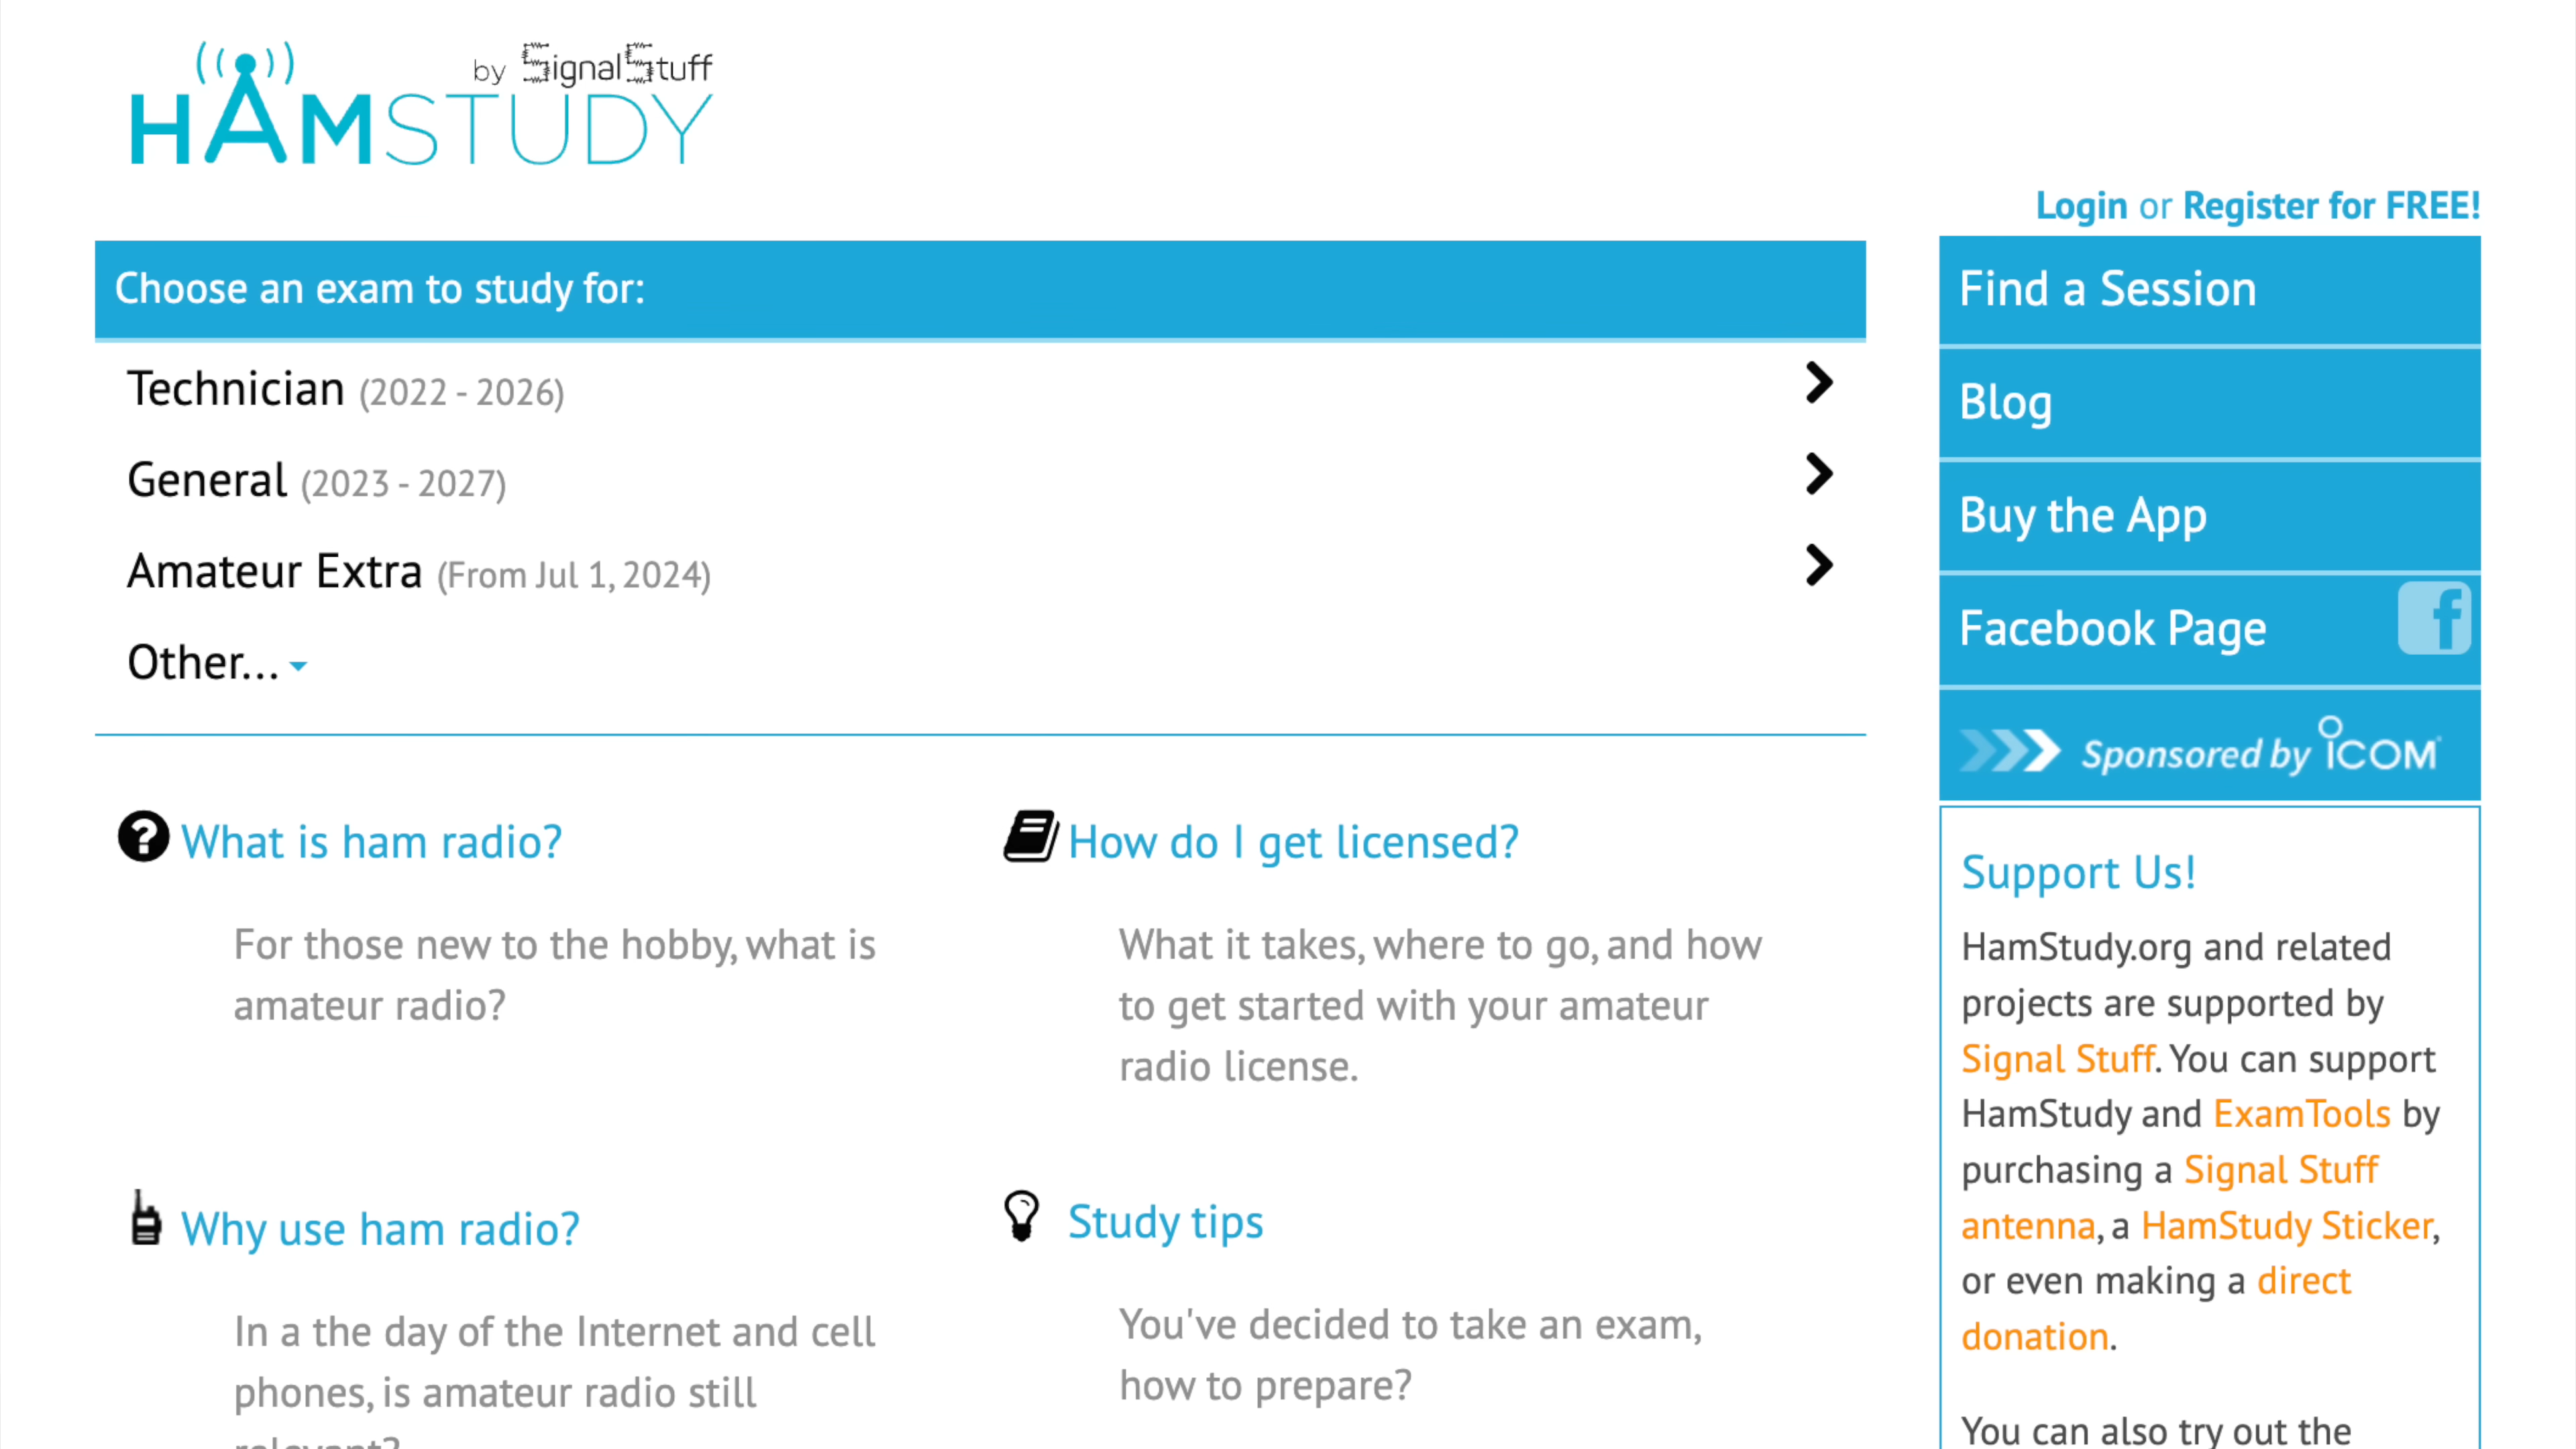 by SignalStuff
HAMSTUDY
Login or Register for FREE!
Choose an exam to study for:
Technician (2022 - 2026)
General (2023 - 2027)
Amateur Extra (From Jul 1, 2024)
Other...
Find a Session
Blog
Buy the App
Facebook Page
Sponsored by ICOM
What is ham radio?
For those new to the hobby, what is
amateur radio?
How do I get licensed?
What it takes, where to go, and how
to get started with your amateur
radio license.
Why use ham radio?
In a the day of the Internet and cell
phones, is amateur radio still
relevant?
Study tips
You've decided to take an exam,
how to prepare?
Support Us!
HamStudy.org and related
projects are supported by
Signal Stuff. You can support
HamStudy and ExamTools by
purchasing a Signal Stuff
antenna, a HamStudy Sticker,
or even making a direct
donation.
You can also try out the